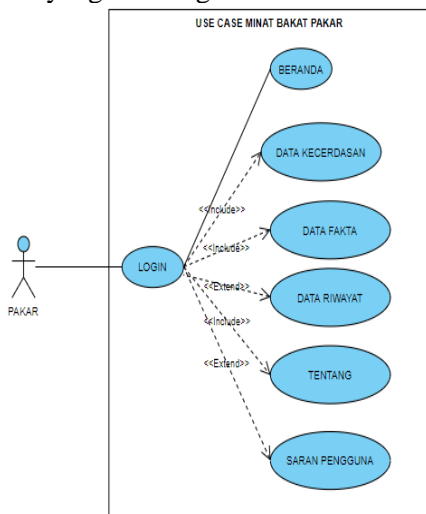 USE CASE MINAT BAKAT PAKAR
BERANDA
DATA KECERDASAN
<<Include>>
DATA FAKTA
<<Include>>
LOGIN
<<Extend>>
DATA RIWAYAT
PAKAR
<<Include>>
<<Extend>>
TENTANG
SARAN PENGGUNA